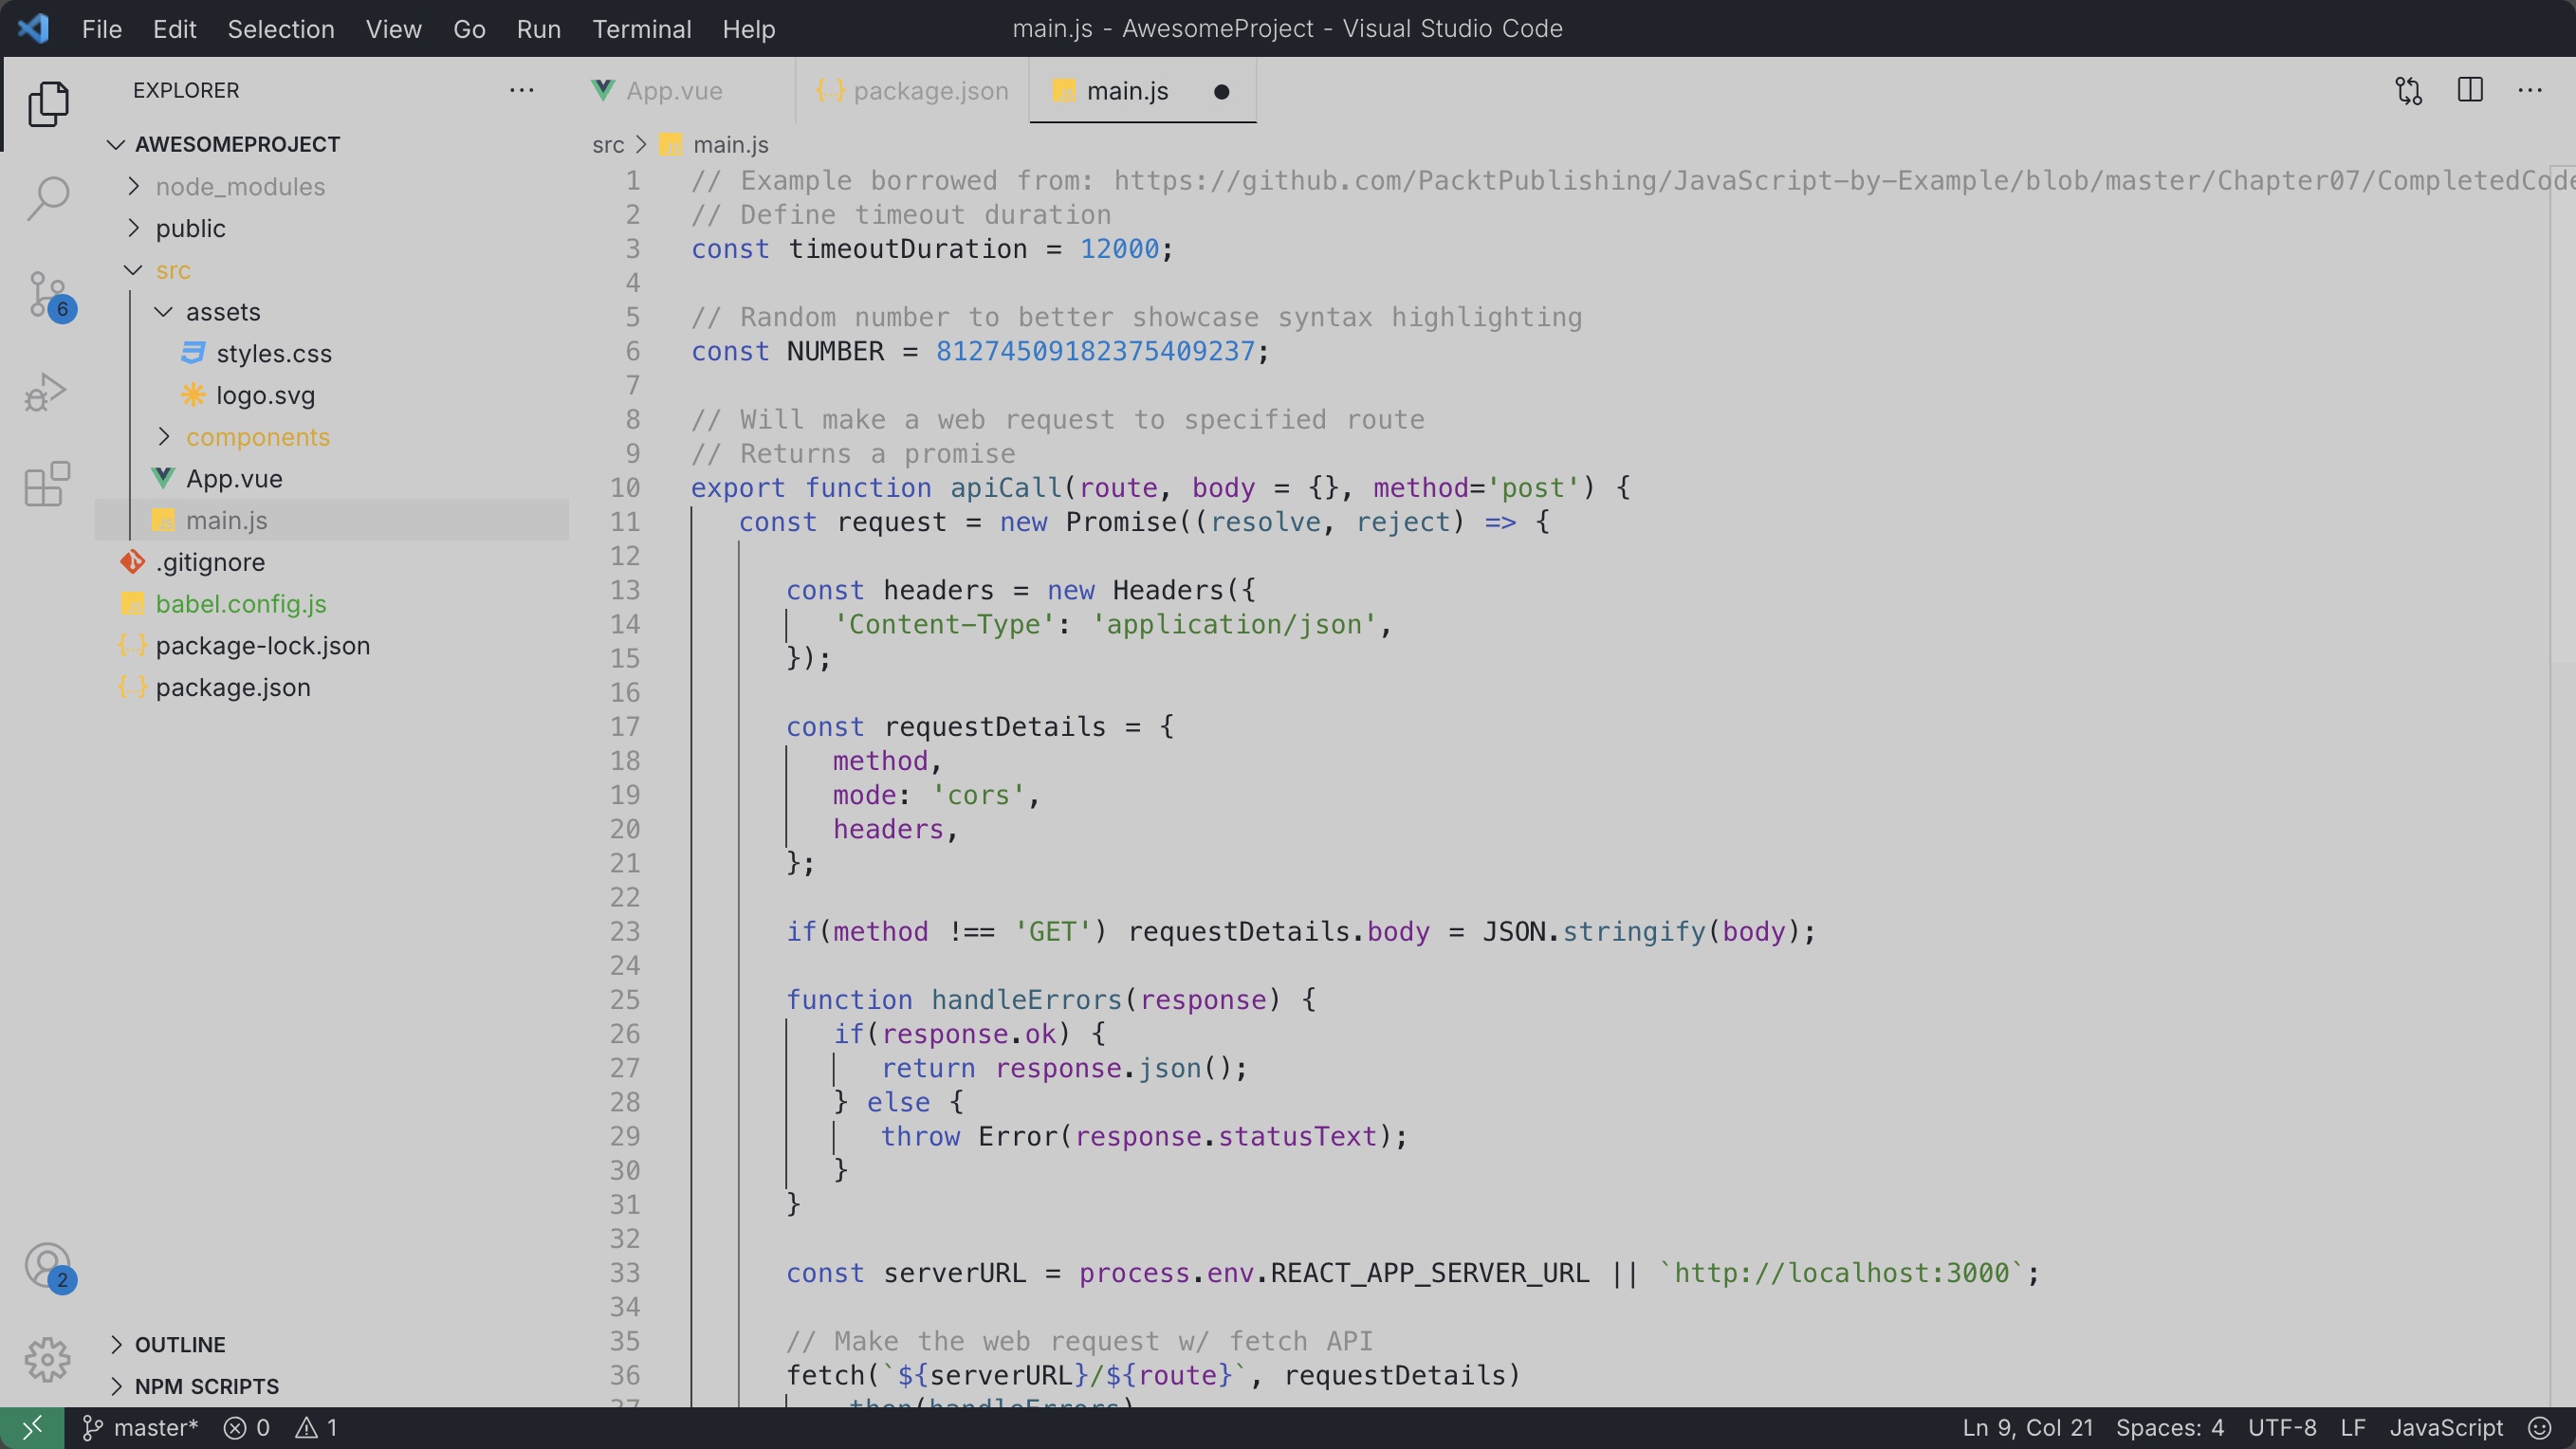 File Edit Selection View Go Run Terminal Help
main.js - AwesomeProject - Visual Studio Code
EXPLORER
AWESOMEPROJECT
node_modules
public
src
assets
styles.css
logo.svg
components
App.vue
main.js
.gitignore
babel.config.js
package-lock.json
package.json
OUTLINE
NPM SCRIPTS
6
2
App.vue
package.json
main.js
src > main.js
1 // Example borrowed from: https://github.com/PacktPublishing/JavaScript-by-Example/blob/master/Chapter07/CompletedCode
2 // Define timeout duration
3 const timeoutDuration = 12000;
4
5 // Random number to better showcase syntax highlighting
6 const NUMBER = 81274509182375409237;
7
8 // Will make a web request to specified route
9 // Returns a promise
10 export function apiCall(route, body = {}, method='post') {
11 const request = new Promise((resolve, reject) => {
12
13 const headers = new Headers({
14 'Content-Type': 'application/json',
15 });
16
17 const requestDetails = {
18 method,
19 mode: 'cors',
20 headers,
21 };
22
23 if(method !== 'GET') requestDetails.body = JSON.stringify(body);
24
25 function handleErrors(response) {
26 if(response.ok) {
27 return response.json();
28 } else {
29 throw Error(response.statusText);
30 }
31 }
32
33 const serverURL = process.env.REACT_APP_SERVER_URL || `http://localhost:3000`;
34
35 // Make the web request w/ fetch API
36 fetch(`${serverURL}/${route}`, requestDetails)
37 .then(handleErrors)
master* 0 1
Ln 9, Col 21 Spaces: 4 UTF-8 LF JavaScript